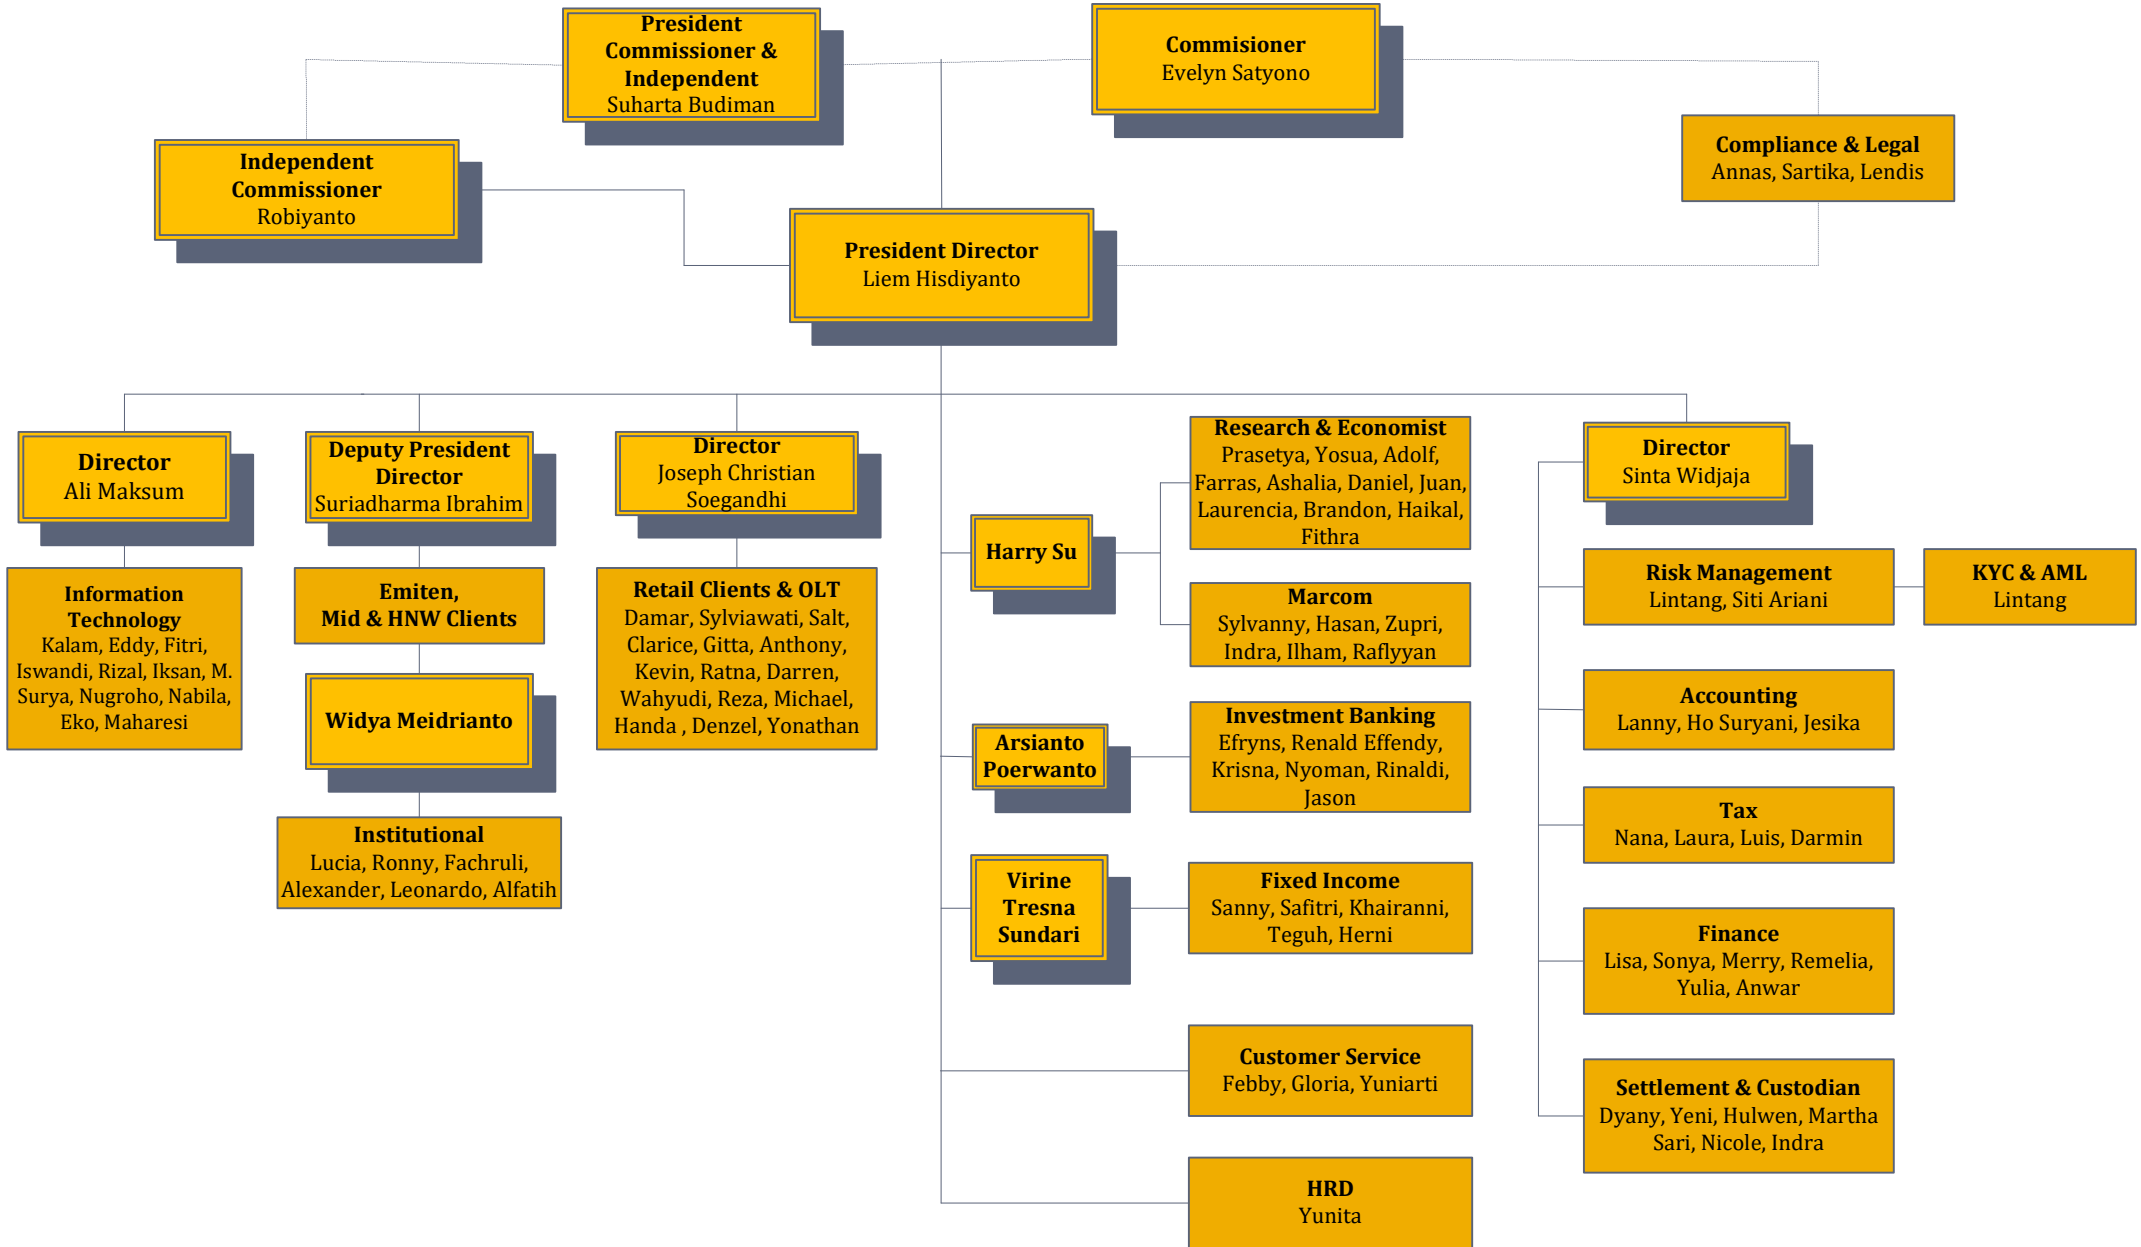 President
Commissioner &
Independent
Suharta Budiman
Commisioner
Evelyn Satyono
Independent
Commissioner
Robiyanto
Compliance & Legal
Annas, Sartika, Lendis
President Director
Liem Hisdiyanto
Director
Ali Maksum
Information
Technology
Kalam, Eddy, Fitri,
Iswandi, Rizal, Iksan, M.
Surya, Nugroho, Nabila,
Eko, Maharesi
Deputy President
Director
Suriadharma Ibrahim
Emiten,
Mid & HNW Clients
Widya Meidrianto
Institutional
Lucia, Ronny, Fachruli,
Alexander, Leonardo, Alfatih
Director
Joseph Christian
Soegandhi
Retail Clients & OLT
Damar, Sylviawati, Salt,
Clarice, Gitta, Anthony,
Kevin, Ratna, Darren,
Wahyudi, Reza, Michael,
Handa , Denzel, Yonathan
Harry Su
Research & Economist
Prasetya, Yosua, Adolf,
Farras, Ashalia, Daniel, Juan,
Laurencia, Brandon, Haikal,
Fithra
Marcom
Sylvanny, Hasan, Zupri,
Indra, Ilham, Raflyyan
Arsianto
Poerwanto
Investment Banking
Efryns, Renald Effendy,
Krisna, Nyoman, Rinaldi,
Jason
Virine
Tresna
Sundari
Fixed Income
Sanny, Safitri, Khairanni,
Teguh, Herni
Customer Service
Febby, Gloria, Yuniarti
HRD
Yunita
Director
Sinta Widjaja
Risk Management
Lintang, Siti Ariani
KYC & AML
Lintang
Accounting
Lanny, Ho Suryani, Jesika
Tax
Nana, Laura, Luis, Darmin
Finance
Lisa, Sonya, Merry, Remelia,
Yulia, Anwar
Settlement & Custodian
Dyany, Yeni, Hulwen, Martha
Sari, Nicole, Indra